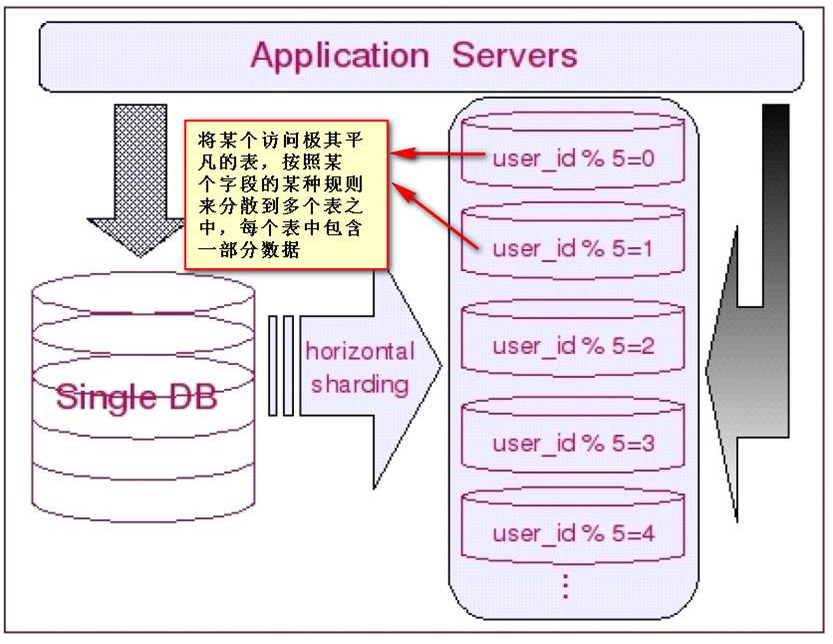 Application Servers
将某个访问极其平
凡的表，按照某
个字段的某种规则
来分散到多个表之
中，每个表中包含
一部分数据
user_id % 5=0
user_id % 5=1
user_id % 5=2
user_id % 5=3
user_id % 5=4
⋮
horizontal
sharding
Single DB